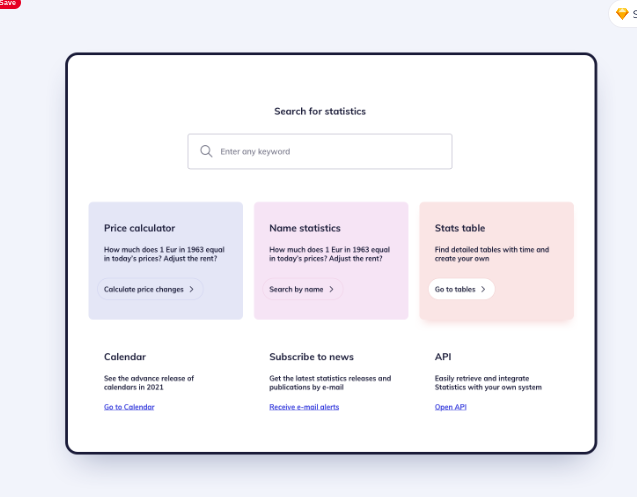 Save
S
Search for statistics
Enter any keyword
Price calculator
How much does 1 Eur in 1963 equal
in today's prices? Adjust the rent?
Calculate price changes
Name statistics
How much does 1 Eur in 1963 equal
in today's prices? Adjust the rent?
Search by name
Stats table
Find detailed tables with time and
create your own
Go to tables
Calendar
See the advance release of
calendars in 2021
Go to Calendar
Subscribe to news
Get the latest statistics releases and
publications by e-mail
Receive e-mail alerts
API
Easily retrieve and integrate
Statistics with your own system
Open API